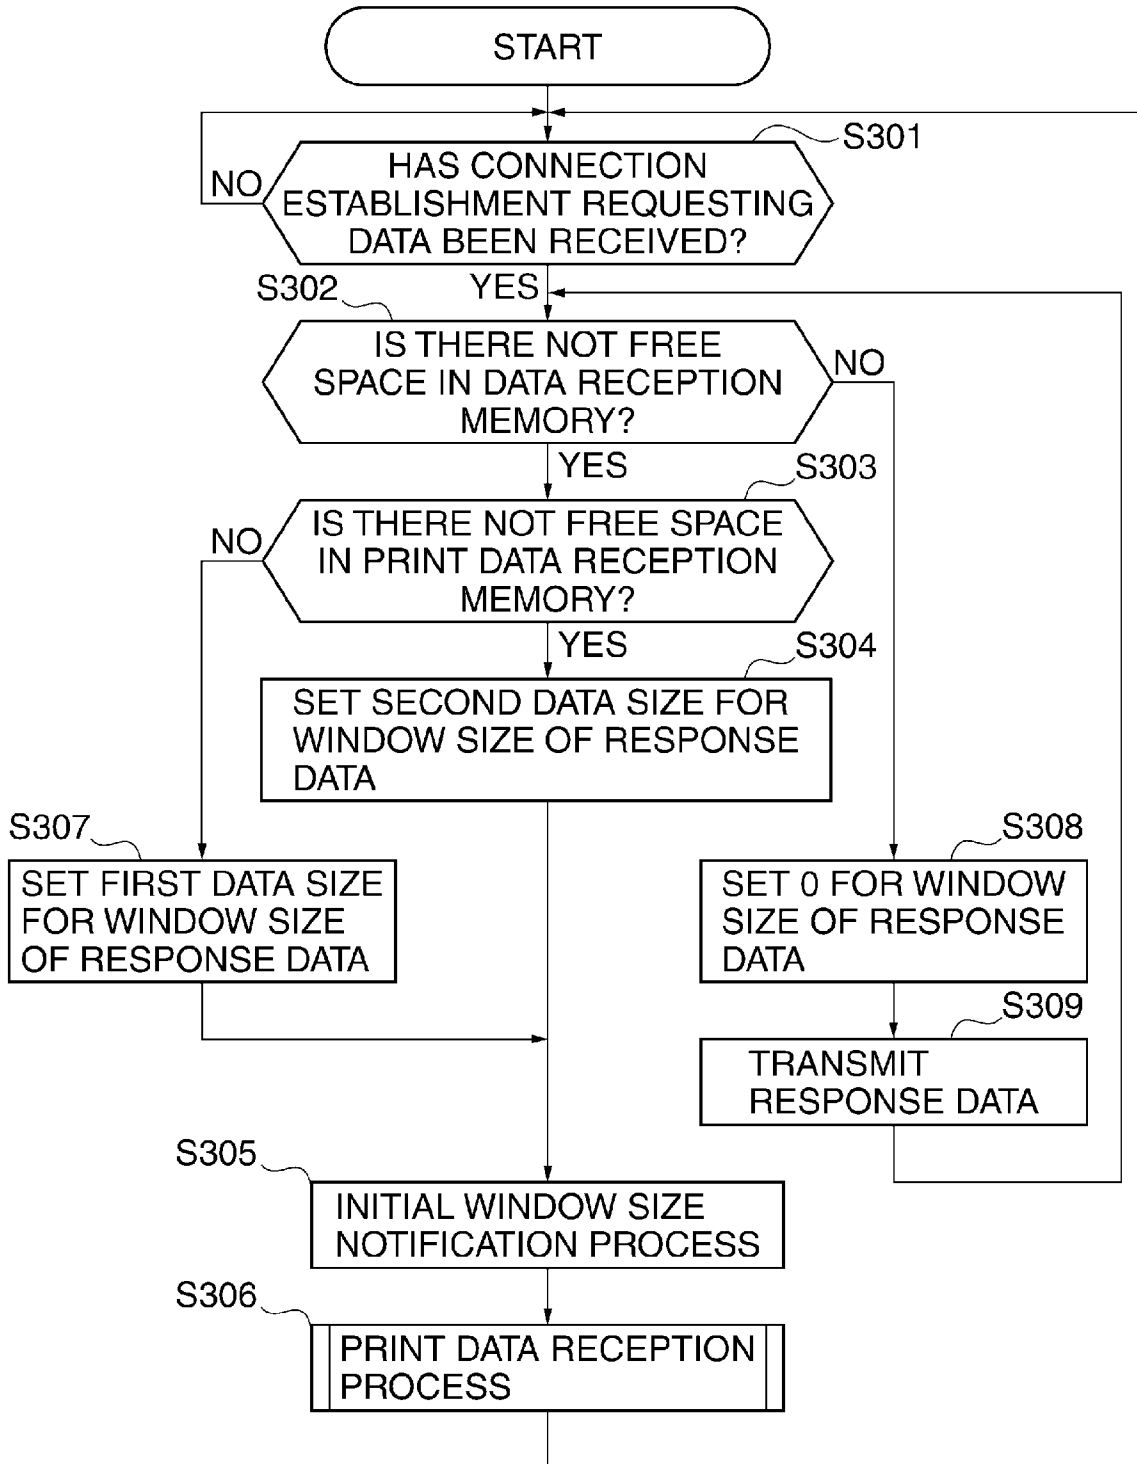 START
S301
HAS CONNECTION
ESTABLISHMENT REQUESTING
DATA BEEN RECEIVED?
NO
YES
S302
IS THERE NOT FREE
SPACE IN DATA RECEPTION
MEMORY?
NO
YES
S303
IS THERE NOT FREE SPACE
IN PRINT DATA RECEPTION
MEMORY?
NO
YES
S304
SET SECOND DATA SIZE FOR
WINDOW SIZE OF RESPONSE
DATA
S307
SET FIRST DATA SIZE
FOR WINDOW SIZE
OF RESPONSE DATA
S308
SET 0 FOR WINDOW
SIZE OF RESPONSE
DATA
S309
TRANSMIT
RESPONSE DATA
S305
INITIAL WINDOW SIZE
NOTIFICATION PROCESS
S306
PRINT DATA RECEPTION
PROCESS